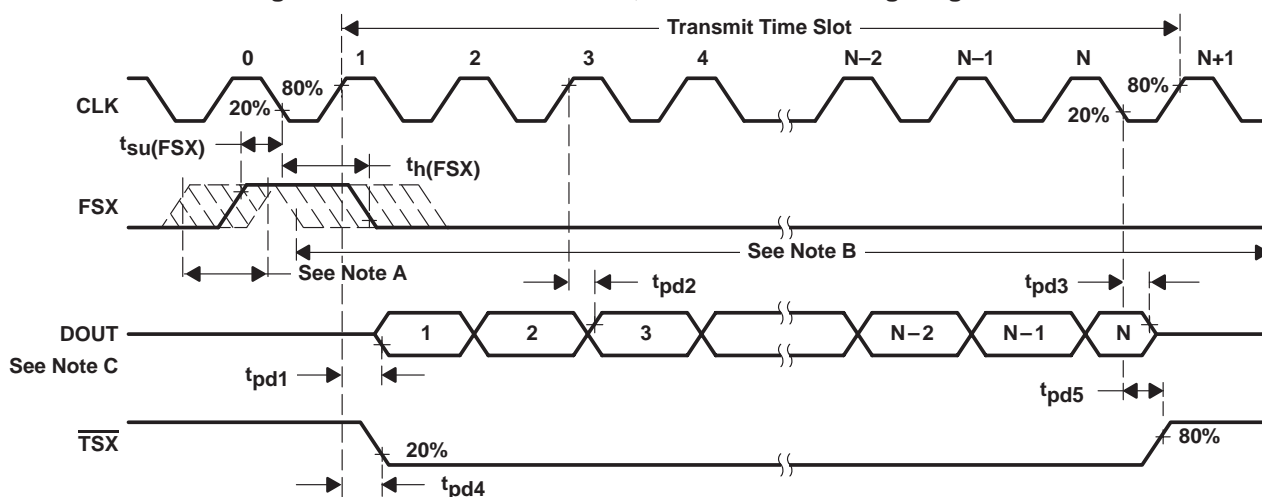 Transmit Time Slot
0 1 2 3 4 N–2 N–1 N N+1
80% 80%
CLK 20% 20%
tsu(FSX)
th(FSX)
FSX
See Note B
See Note A
tpd2 tpd3
DOUT 1 2 3 N–2 N–1 N
See Note C
tpd1 tpd5
TSX 20% 80%
tpd4